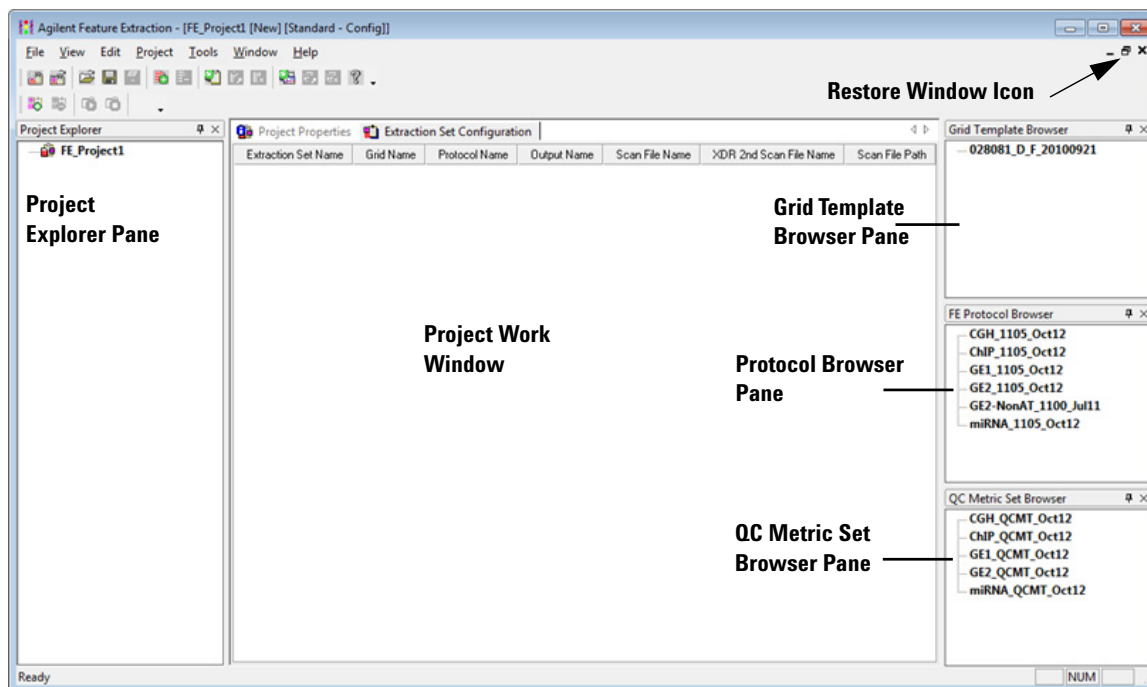 Agilent Feature Extraction - [FE_Project1 [New] [Standard - Config]]
File View Edit Project Tools Window Help
Restore Window Icon
Project Explorer
Project Properties Extraction Set Configuration
Grid Template Browser
FE_Project1
Extraction Set Name Grid Name Protocol Name Output Name Scan File Name XDR 2nd Scan File Name Scan File Path
028081_D_F_20100921
Project
Explorer Pane
Grid Template
Browser Pane
FE Protocol Browser
CGH_1105_Oct12
ChIP_1105_Oct12
GE1_1105_Oct12
GE2_1105_Oct12
GE2-NonAT_1100_Jul11
miRNA_1105_Oct12
Project Work
Window
Protocol Browser
Pane
QC Metric Set Browser
CGH_QCMT_Oct12
ChIP_QCMT_Oct12
GE1_QCMT_Oct12
GE2_QCMT_Oct12
miRNA_QCMT_Oct12
QC Metric Set
Browser Pane
Ready
NUM